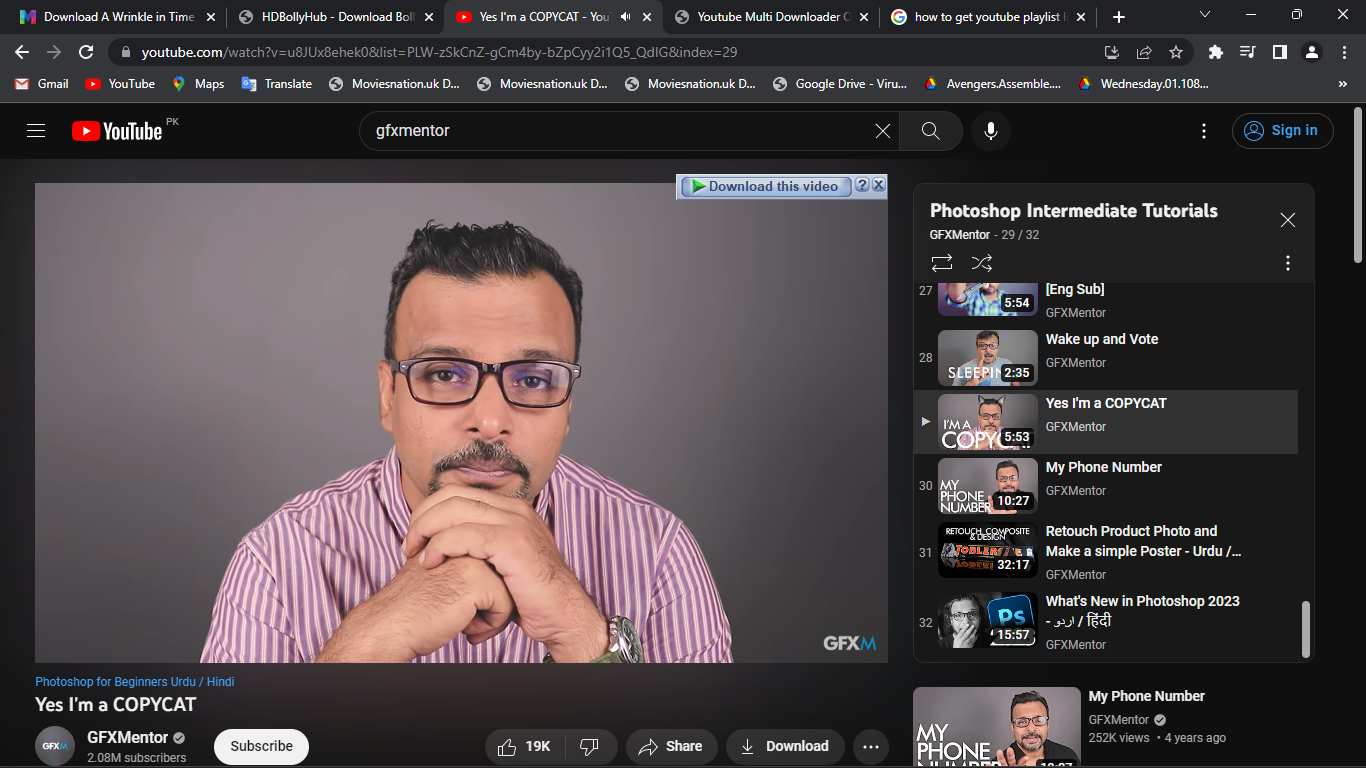 Download A Wrinkle in Time
HDBollyHub - Download Boll
Yes I'm a COPYCAT - You
Youtube Multi Downloader O
how to get youtube playlist li
youtube.com/watch?v=u8JUx8ehek0&list=PLW-zSkCnZ-gCm4by-bZpCyy2i1Q5_QdIG&index=29
Gmail
YouTube
Maps
Translate
Moviesnation.uk D...
Moviesnation.uk D...
Moviesnation.uk D...
Google Drive - Viru...
Avengers.Assemble....
Wednesday.01.108...
»
YouTube PK
gfxmentor
Sign in
Download this video
GFXM
Photoshop Intermediate Tutorials
GFXMentor - 29 / 32
27
5:54
[Eng Sub]
GFXMentor
28
SLEEPIN
2:35
Wake up and Vote
GFXMentor
I'M A
COPYCAT
5:53
Yes I'm a COPYCAT
GFXMentor
30
MY
PHONE
NUMBER
10:27
My Phone Number
GFXMentor
31
RETOUCH, COMPOSITE
& DESIGN
32:17
Retouch Product Photo and
Make a simple Poster - Urdu /...
GFXMentor
32
Ps
15:57
What's New in Photoshop 2023
- اردو / हिंदी
GFXMentor
Photoshop for Beginners Urdu / Hindi
Yes I'm a COPYCAT
GFXM
GFXMentor
2.08M subscribers
Subscribe
19K
Share
Download
MY
PHONE
NUMBER
10:27
My Phone Number
GFXMentor
252K views • 4 years ago